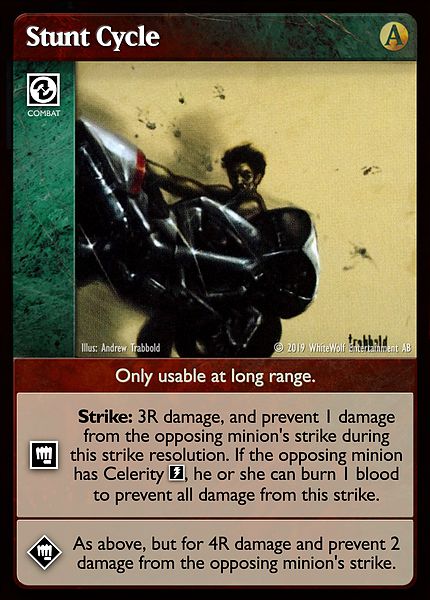 Stunt Cycle
A
COMBAT
trabbold
Illus: Andrew Trabbold
© 2019 WhiteWolf Entertainment AB
Only usable at long range.
Strike: 3R damage, and prevent 1 damage
from the opposing minion's strike during
this strike resolution. If the opposing minion
has Celerity , he or she can burn 1 blood
to prevent all damage from this strike.
As above, but for 4R damage and prevent 2
damage from the opposing minion's strike.